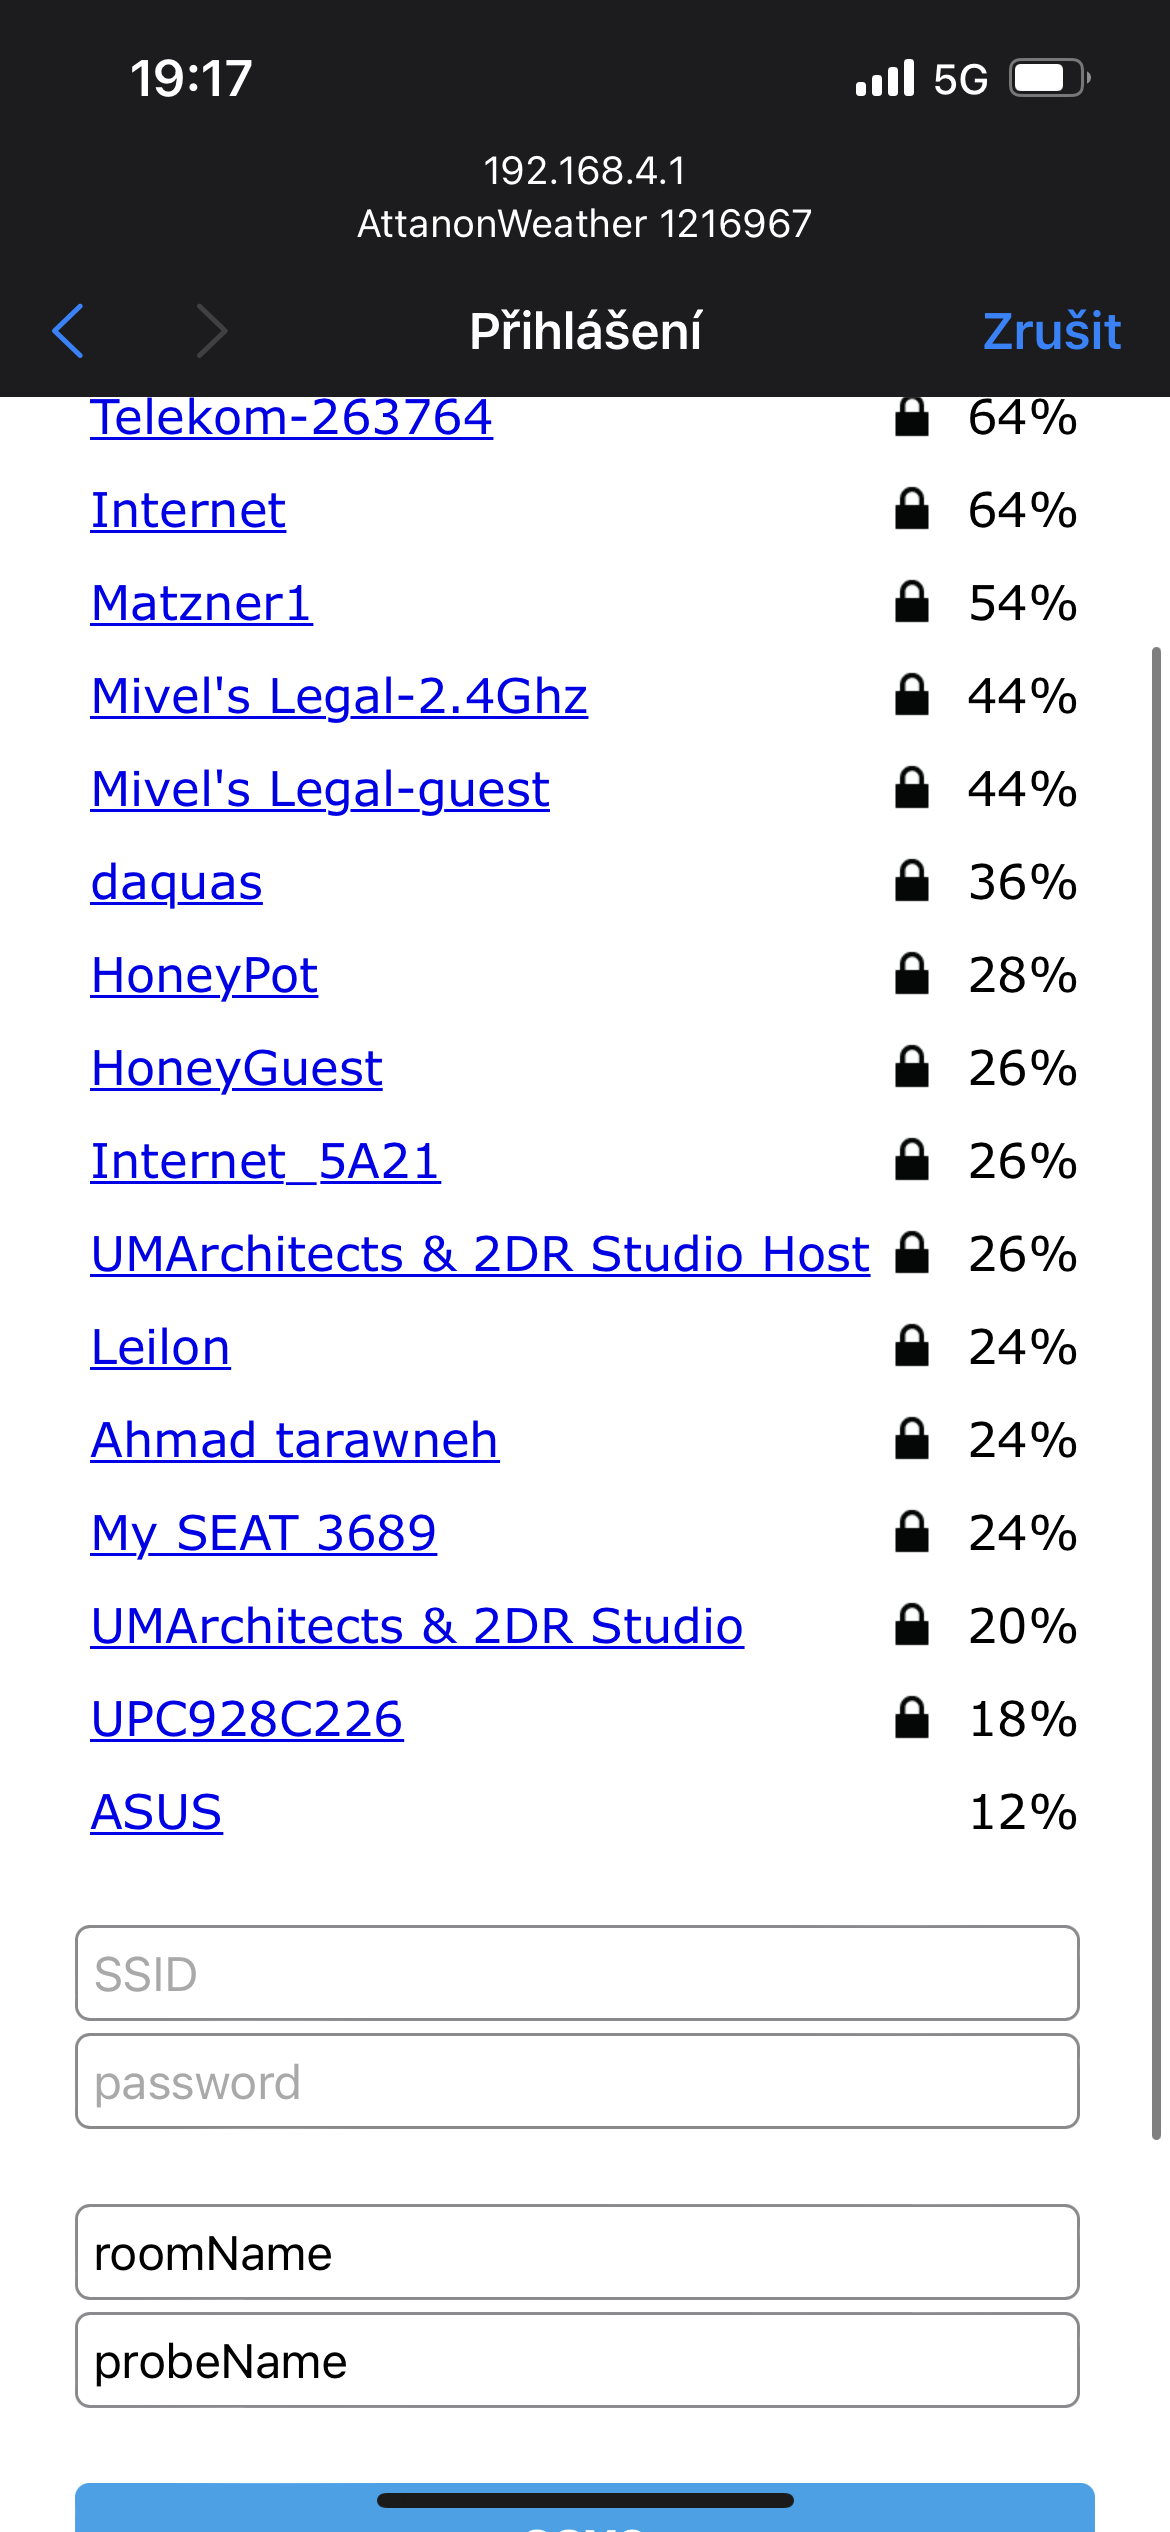 19:17
5G
192.168.4.1
AttanonWeather 1216967
Přihlášení
Zrušit
Telekom-263764 64%
Internet 64%
Matzner1 54%
Mivel's Legal-2.4Ghz 44%
Mivel's Legal-guest 44%
daquas 36%
HoneyPot 28%
HoneyGuest 26%
Internet_5A21 26%
UMArchitects & 2DR Studio Host 26%
Leilon 24%
Ahmad tarawneh 24%
My SEAT 3689 24%
UMArchitects & 2DR Studio 20%
UPC928C226 18%
ASUS 12%
SSID
password
roomName
probeName